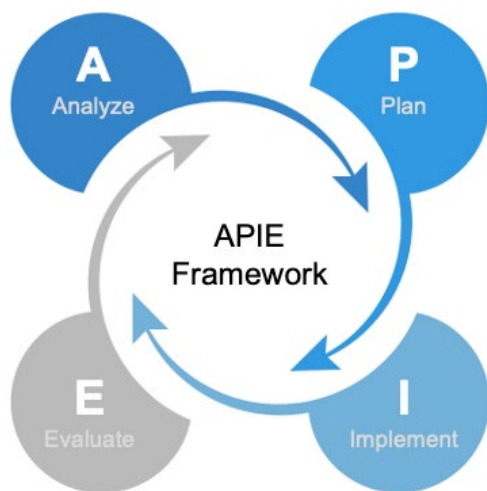 A
Analyze
P
Plan
APIE
Framework
E
Evaluate
I
Implement